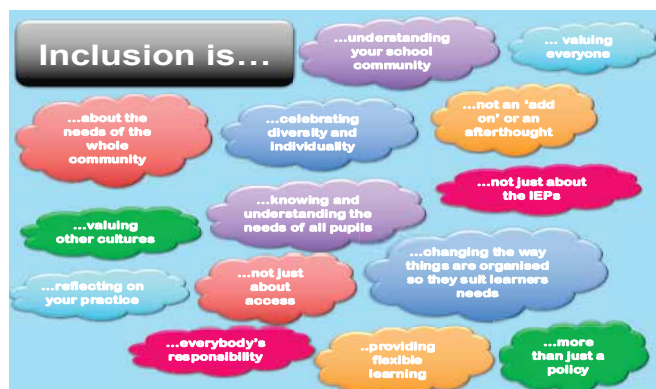 Inclusion is...
...understanding
your school
community
... valuing
everyone
...about the
needs of the
whole
community
...celebrating
diversity and
individuality
...not an ‘add
on’ or an
afterthought
...not just about
the IEPs
...knowing and
understanding the
needs of all pupils
...valuing
other cultures
...changing the way
things are organised
so they suit learners
needs
...reflecting on
your practice
...not just
about
access
...everybody’s
responsibility
..providing
flexible
learning
...more
than just a
policy